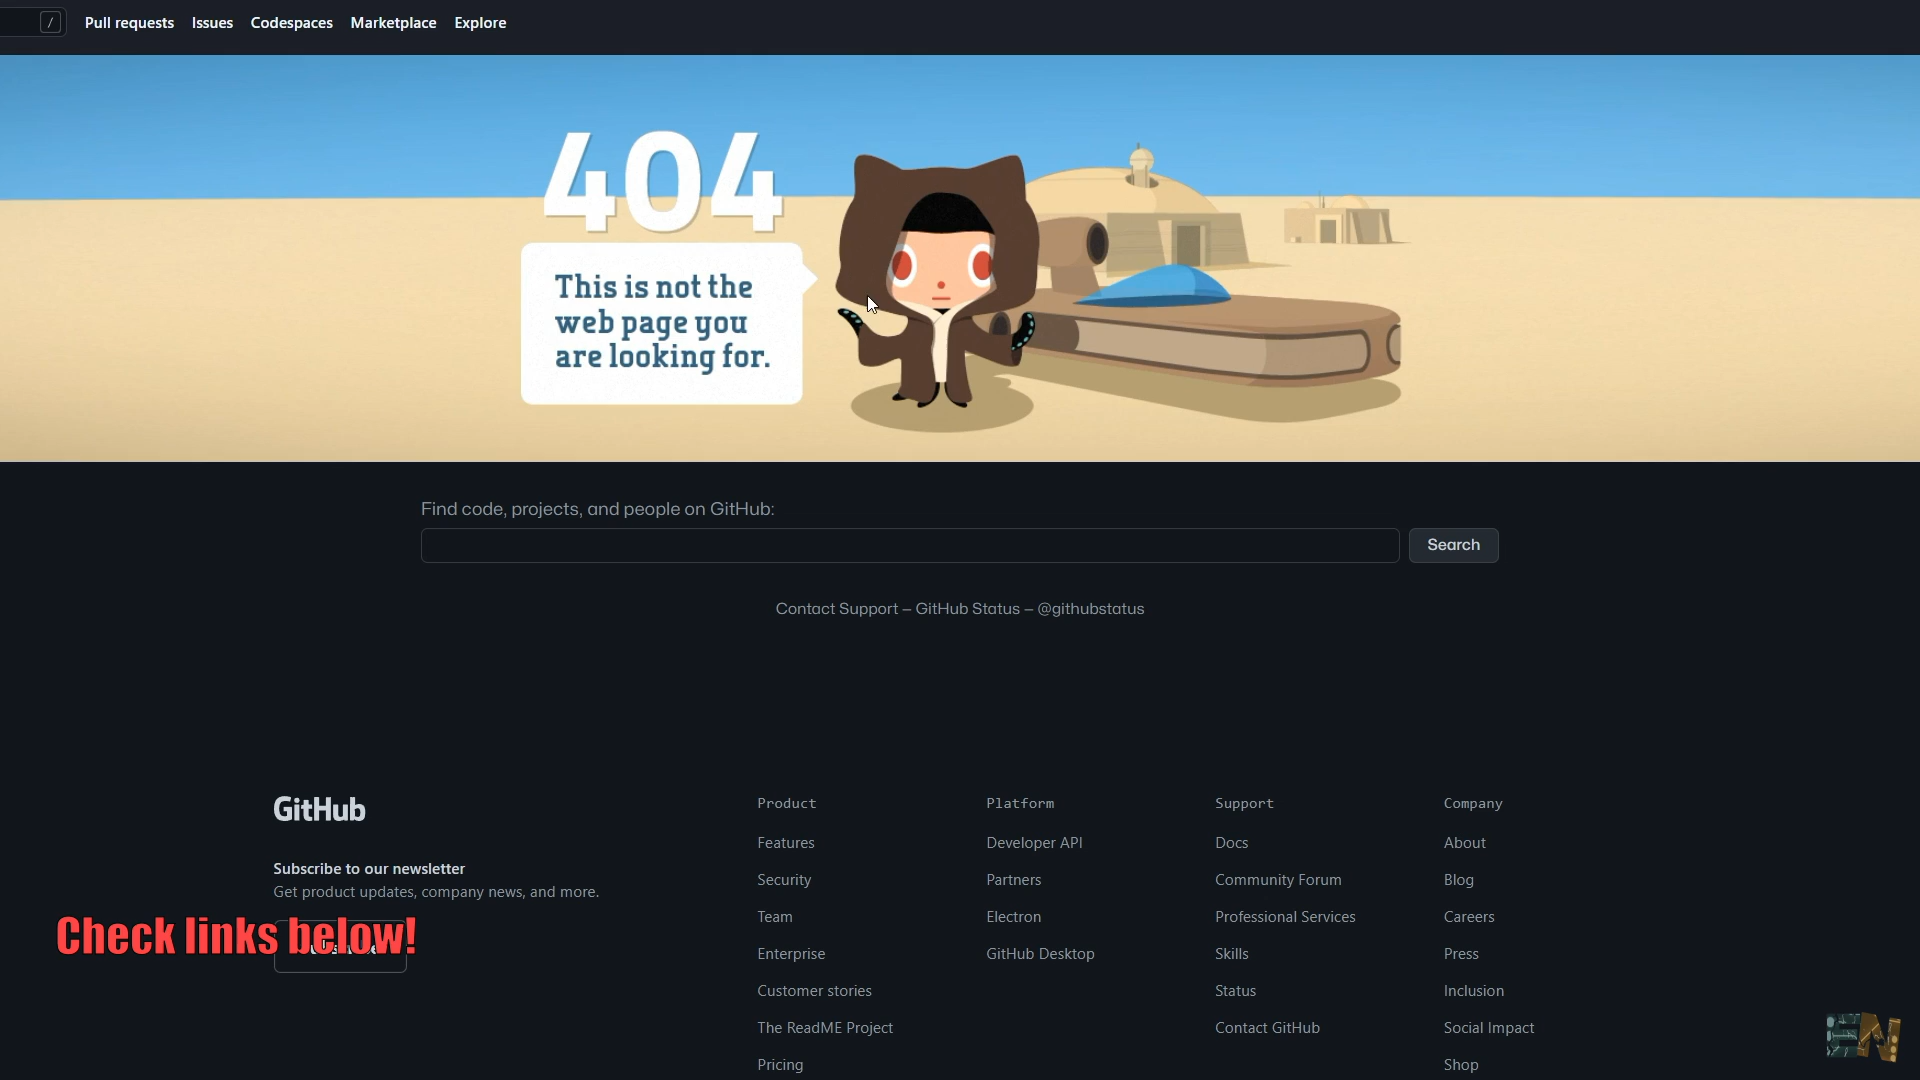 / Pull requests Issues Codespaces Marketplace Explore
404
This is not the
web page you
are looking for.
Find code, projects, and people on GitHub:
Search
Contact Support — GitHub Status — @githubstatus
GitHub
Subscribe to our newsletter
Get product updates, company news, and more.
Check links below!
Product
Features
Security
Team
Enterprise
Customer stories
The ReadME Project
Pricing
Platform
Developer API
Partners
Electron
GitHub Desktop
Support
Docs
Community Forum
Professional Services
Skills
Status
Contact GitHub
Company
About
Blog
Careers
Press
Inclusion
Social Impact
Shop
EN